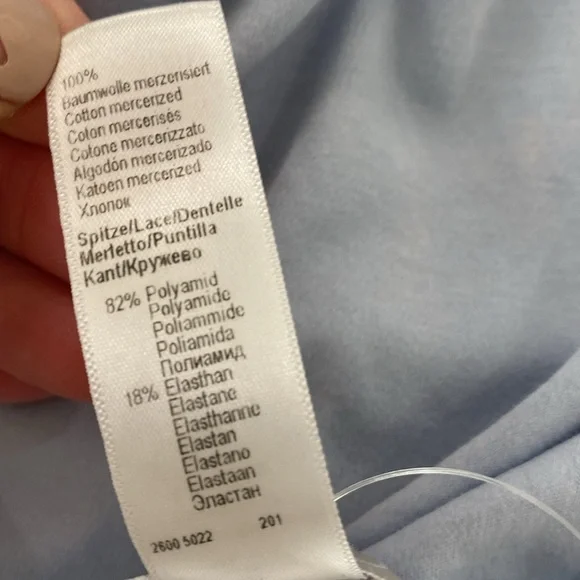 100%
Baumwolle merzerisiert
Cotton mercerized
Coton mercerisés
Cotone mercerizzato
Algodón mercerizado
Katoen mercerized
Хлопок
Spitze/Lace/Dentelle
Merletto/Puntilla
Kant/Кружево
82% Polyamid
Polyamide
Poliammide
Poliamida
Полиамид
18% Elasthan
Elastane
Elasthanne
Elastan
Elastano
Elastaan
Эластан
2600 5022 201